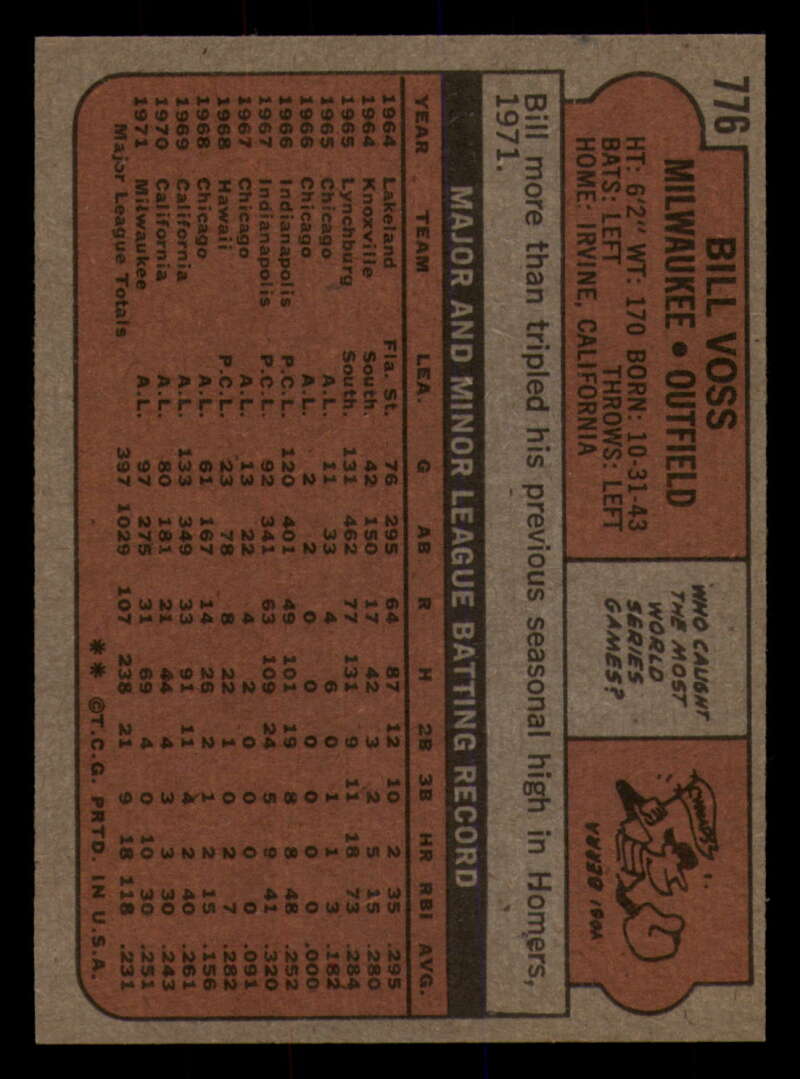 776
BILL VOSS
MILWAUKEE • OUTFIELD
HT: 6'2" WT: 170 BORN: 10-31-43
BATS: LEFT THROWS: LEFT
HOME: IRVINE, CALIFORNIA
WHO CAUGHT
THE MOST
WORLD
SERIES
GAMES?
YOGI BERRA
Bill more than tripled his previous seasonal high in Homers,
1971.
MAJOR AND MINOR LEAGUE BATTING RECORD
YEAR TEAM LEA. G AB R H 2B 3B HR RBI AVG.
1964 Lakeland Fla. St. 76 295 64 87 12 10 2 35 .295
1964 Knoxville South. 42 150 17 42 3 2 5 15 .280
1965 Lynchburg South. 131 462 77 131 9 11 18 73 .284
1965 Chicago A.L. 11 33 4 6 0 1 1 3 .182
1966 Chicago A.L. 2 2 0 0 0 0 0 0 .000
1966 Indianapolis P.C.L. 120 401 49 101 19 8 8 48 .252
1967 Indianapolis P.C.L. 92 341 63 109 24 5 9 41 .320
1967 Chicago A.L. 13 22 4 2 0 0 0 0 .091
1968 Hawaii P.C.L. 23 78 8 22 1 0 2 7 .282
1968 Chicago A.L. 61 167 14 26 2 1 2 15 .156
1969 California A.L. 133 349 33 91 11 4 2 40 .261
1970 California A.L. 80 181 21 44 4 3 3 30 .243
1971 Milwaukee A.L. 97 275 31 69 4 0 10 30 .251
Major League Totals 397 1029 107 238 21 9 18 118 .231
** ©T.C.G. PRTD. IN U.S.A.